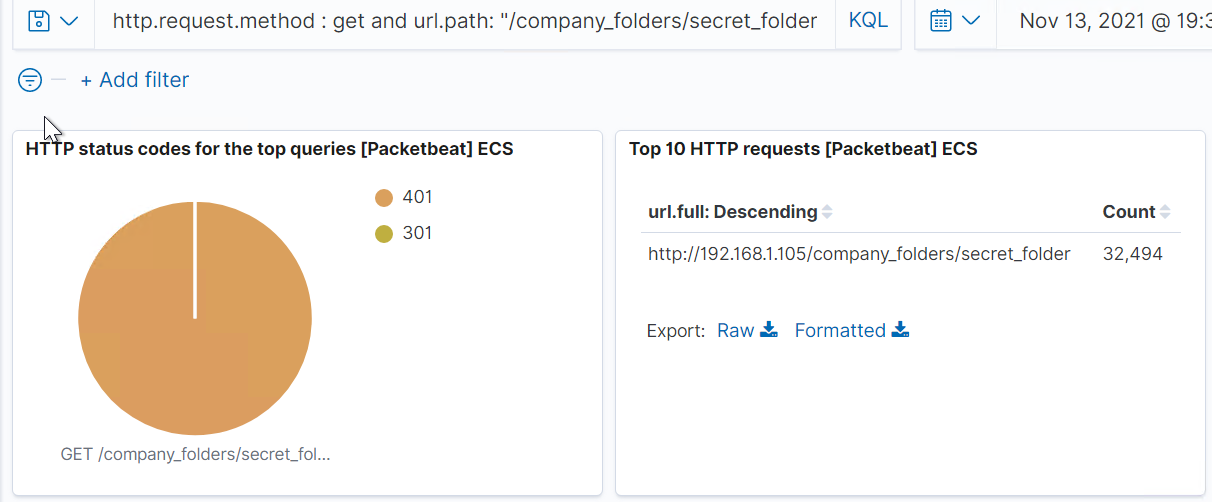 http.request.method : get and url.path: "/company_folders/secret_folder
KQL
Nov 13, 2021 @ 19:3
+ Add filter
HTTP status codes for the top queries [Packetbeat] ECS
401
301
GET /company_folders/secret_fol...
Top 10 HTTP requests [Packetbeat] ECS
url.full: Descending Count
http://192.168.1.105/company_folders/secret_folder 32,494
Export: Raw Formatted